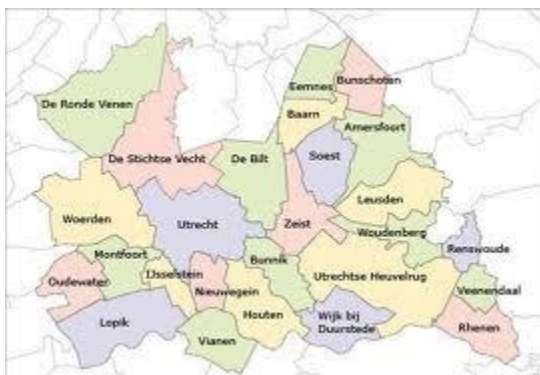 Eemnes
Bunschoten
De Ronde Venen
Baarn
Amersfoort
De Stichtse Vecht
De Bilt
Soest
Leusden
Woerden
Utrecht
Zeist
Woudenberg
Renswoude
Montfoort
Bunnik
IJsselstein
Utrechtse Heuvelrug
Oudewater
Nieuwegein
Veenendaal
Lopik
Houten
Wijk bij
Duurstede
Rhenen
Vianen